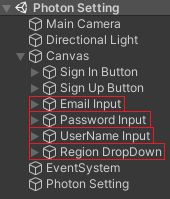 Photon Setting
Main Camera
Directional Light
Canvas
Sign In Button
Sign Up Button
Email Input
Password Input
UserName Input
Region DropDown
EventSystem
Photon Setting